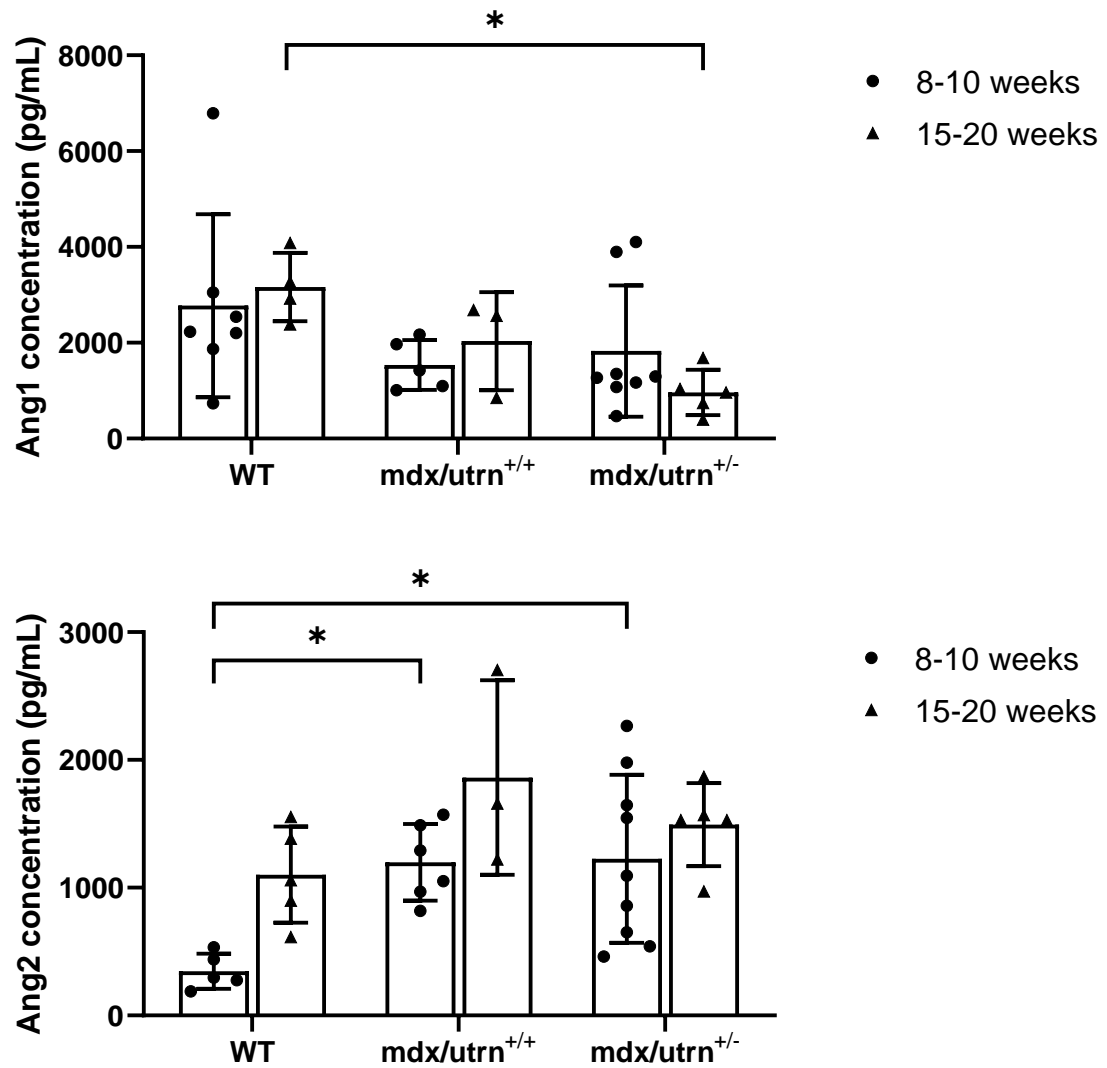 *
Ang1 concentration (pg/mL)
8000
6000
4000
2000
0
WT
mdx/utrn+/+
mdx/utrn+/-
8-10 weeks
15-20 weeks
*
*
Ang2 concentration (pg/mL)
3000
2000
1000
0
WT
mdx/utrn+/+
mdx/utrn+/-
8-10 weeks
15-20 weeks